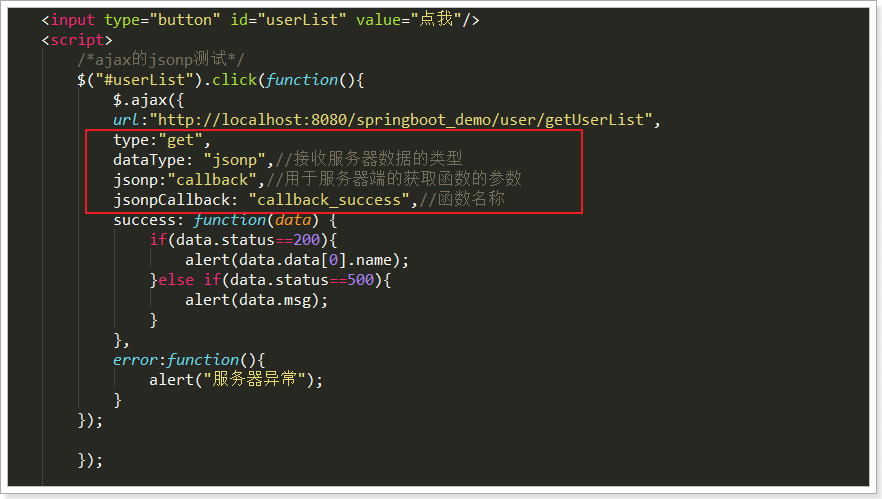 <input type="button" id="userList" value="点我"/>
<script>
/*ajax的jsonp测试*/
$("#userList").click(function(){
$.ajax({
url:"http://localhost:8080/springboot_demo/user/getUserList",
type:"get",
dataType: "jsonp",//接收服务器数据的类型
jsonp:"callback",//用于服务器端的获取函数的参数
jsonpCallback: "callback_success",//函数名称
success: function(data) {
if(data.status==200){
alert(data.data[0].name);
}else if(data.status==500){
alert(data.msg);
}
},
error:function(){
alert("服务器异常");
}
});
});